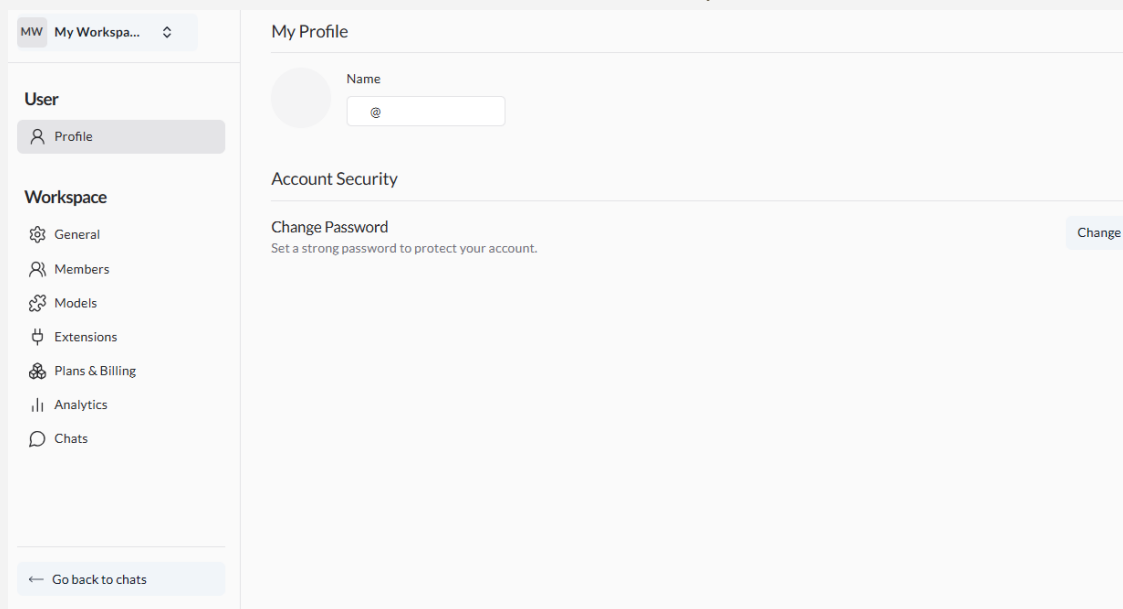 MW My Workspa...
User
Profile
Workspace
General
Members
Models
Extensions
Plans & Billing
Analytics
Chats
Go back to chats
My Profile
Name
@
Account Security
Change Password
Set a strong password to protect your account.
Change